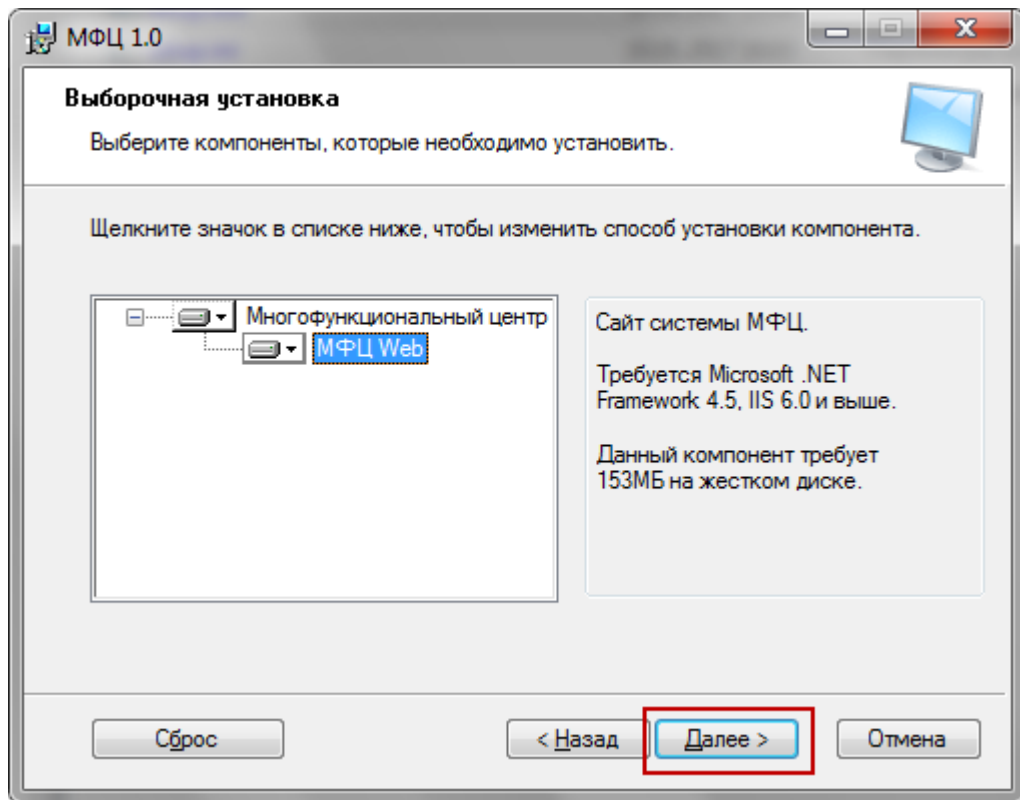 МФЦ 1.0
Выборочная установка
Выберите компоненты, которые необходимо установить.
Щелкните значок в списке ниже, чтобы изменить способ установки компонента.
Многофункциональный центр
МФЦ Web
Сайт системы МФЦ.
Требуется Microsoft .NET
Framework 4.5, IIS 6.0 и выше.
Данный компонент требует
153МБ на жестком диске.
Сброс
< Назад
Далее >
Отмена